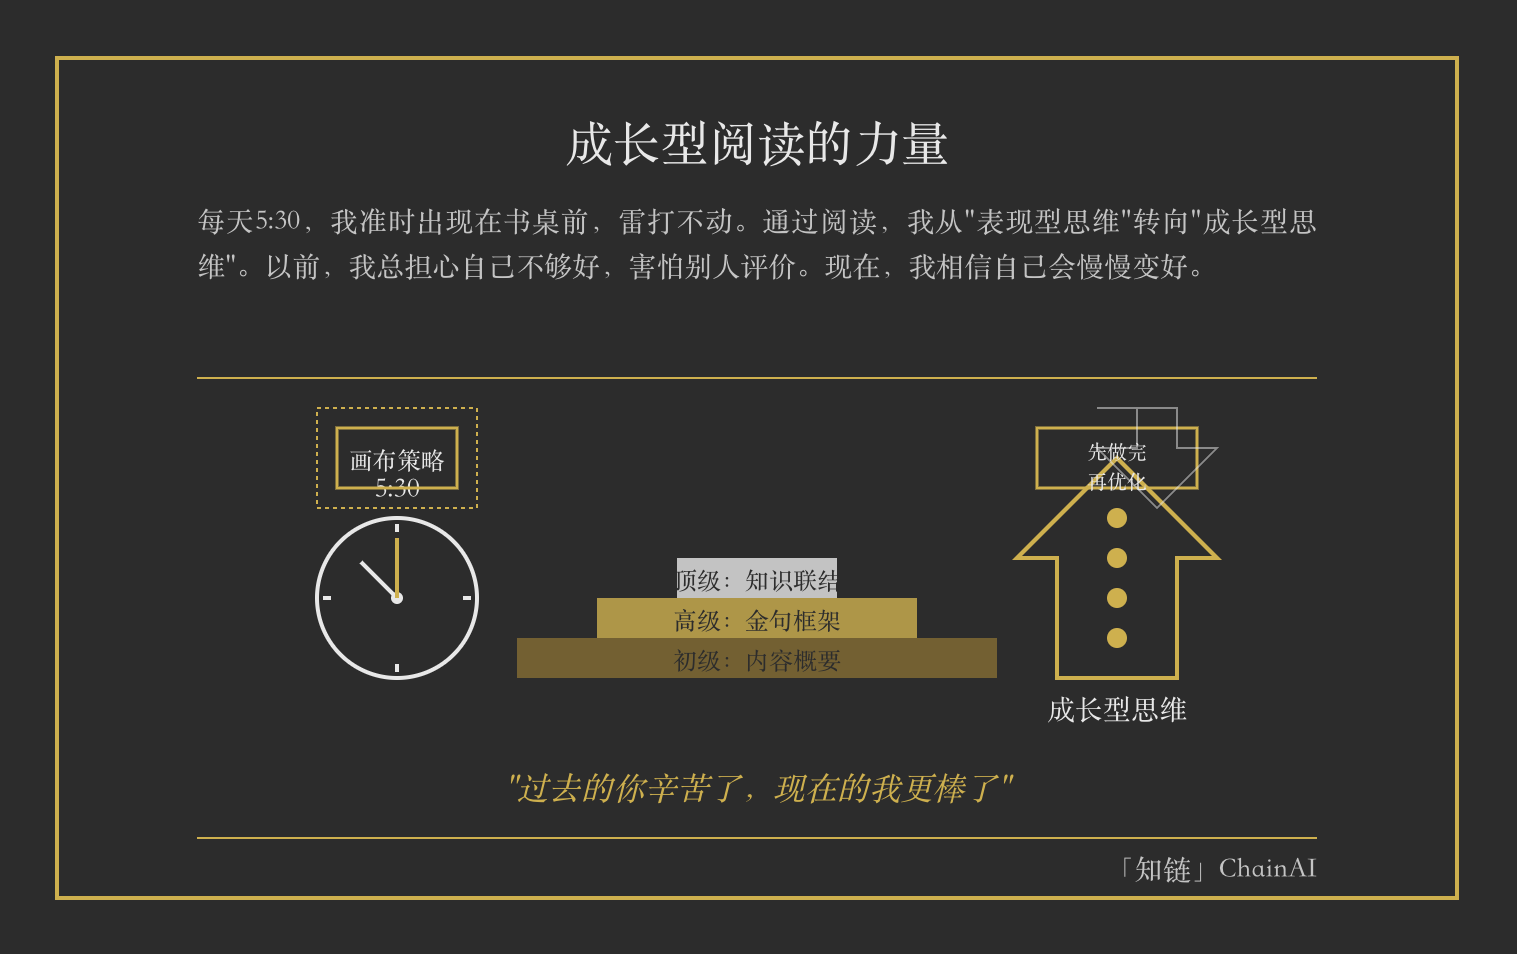 成长型阅读的力量
每天5:30，我准时出现在书桌前，雷打不动。通过阅读，我从"表现型思维"转向"成长型思
维"。以前，我总担心自己不够好，害怕别人评价。现在，我相信自己会慢慢变好。
画布策略
5:30
顶级：知识联结
高级：金句框架
初级：内容概要
先做完
再优化
成长型思维
"过去的你辛苦了，现在的我更棒了"
「知链」ChainAI